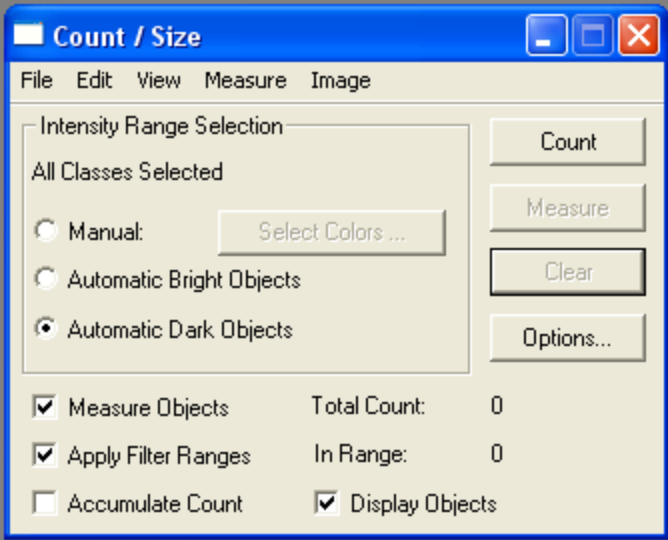 Count / Size
File Edit View Measure Image
Intensity Range Selection
Count
All Classes Selected
Measure
Manual: Select Colors ...
Clear
Automatic Bright Objects
Automatic Dark Objects
Options...
Measure Objects Total Count: 0
Apply Filter Ranges In Range: 0
Accumulate Count Display Objects